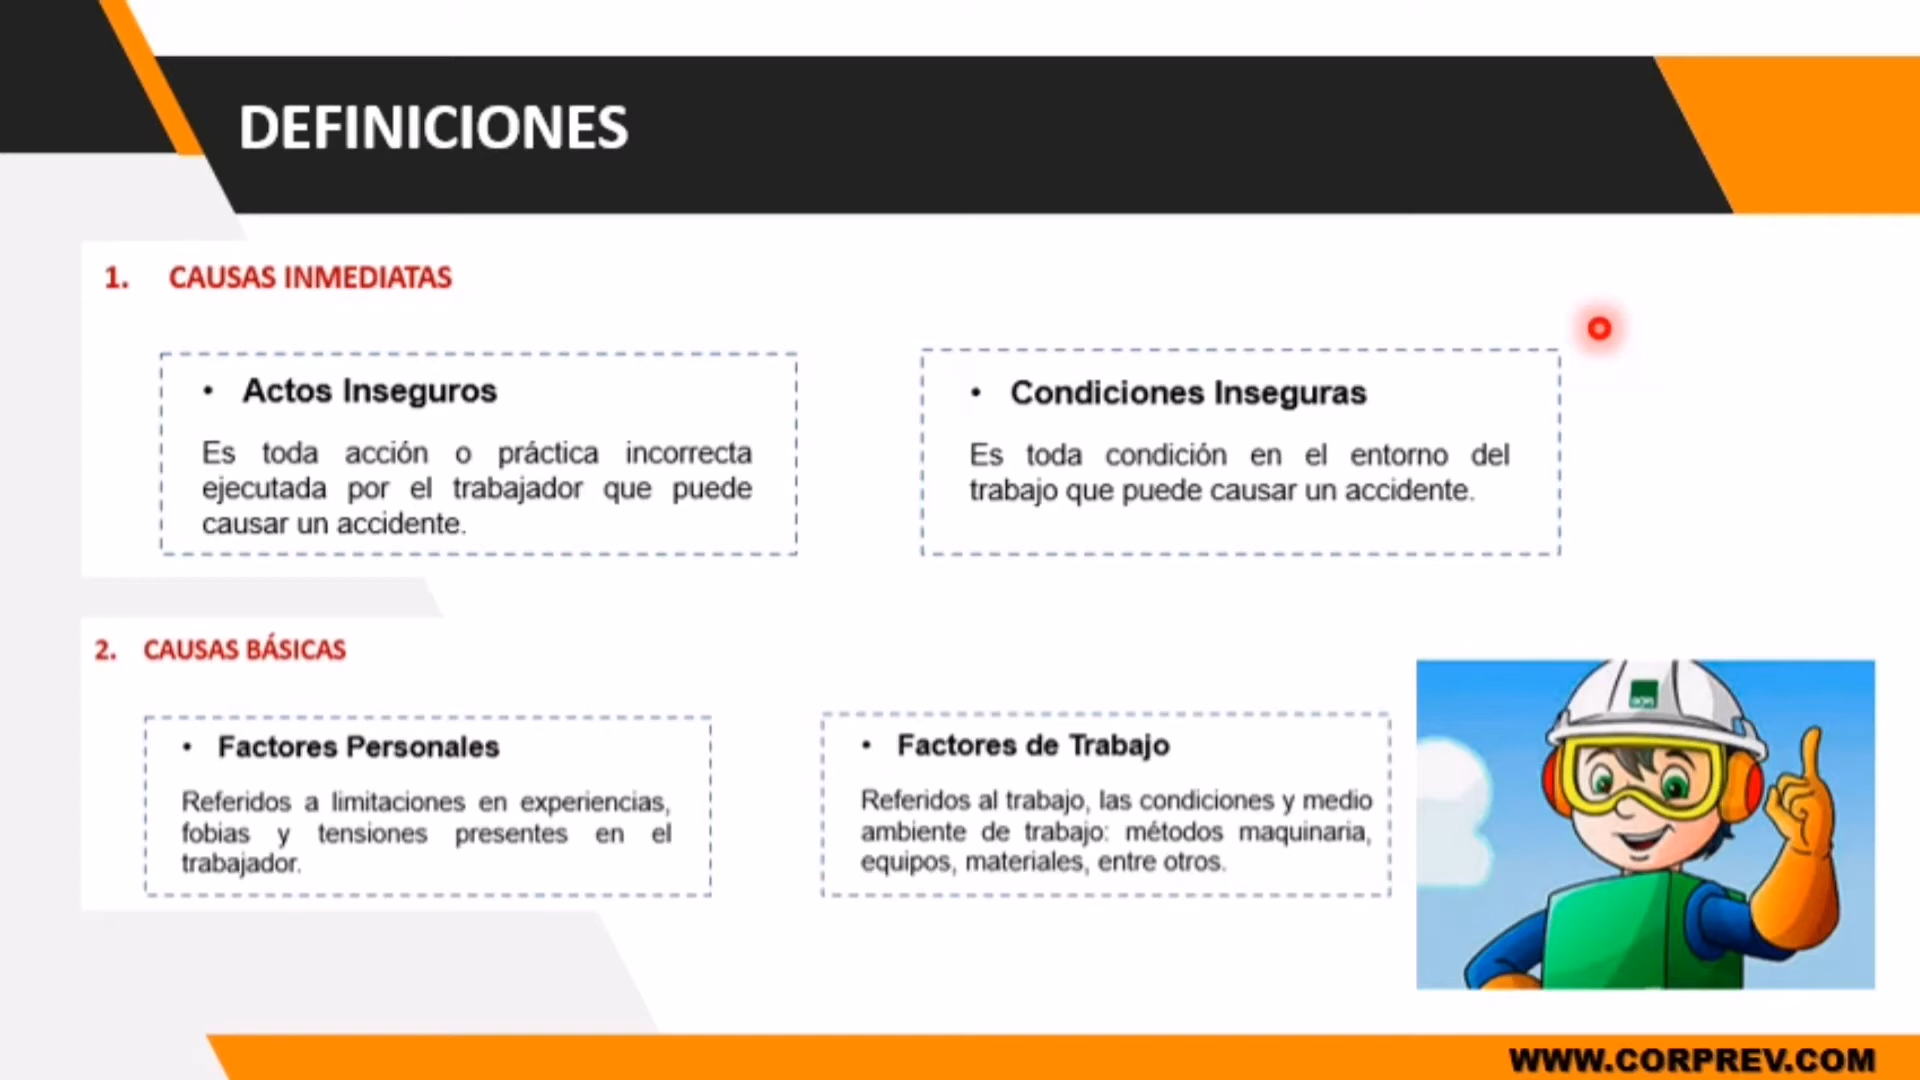 DEFINICIONES
1. CAUSAS INMEDIATAS
• Actos Inseguros
Es toda acción o práctica incorrecta
ejecutada por el trabajador que puede
causar un accidente.
• Condiciones Inseguras
Es toda condición en el entorno del
trabajo que puede causar un accidente.
2. CAUSAS BÁSICAS
• Factores Personales
Referidos a limitaciones en experiencias,
fobias y tensiones presentes en el
trabajador.
• Factores de Trabajo
Referidos al trabajo, las condiciones y medio
ambiente de trabajo: métodos maquinaria,
equipos, materiales, entre otros.
WWW.CORPREV.COM